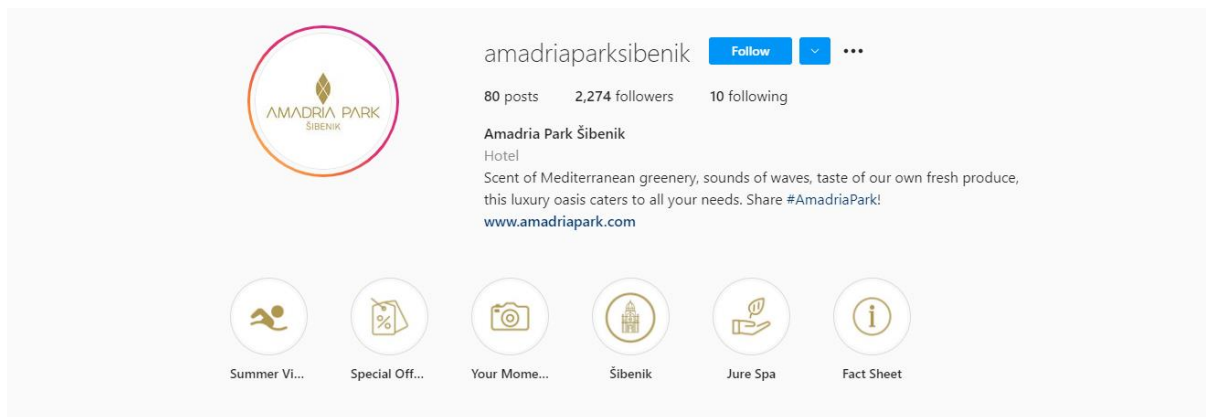 AMADRIA PARK
ŠIBENIK
amadriaparksibenik Follow
80 posts 2,274 followers 10 following
Amadria Park Šibenik
Hotel
Scent of Mediterranean greenery, sounds of waves, taste of our own fresh produce,
this luxury oasis caters to all your needs. Share #AmadriaPark!
www.amadriapark.com
Summer Vi... Special Off... Your Mome... Šibenik Jure Spa Fact Sheet